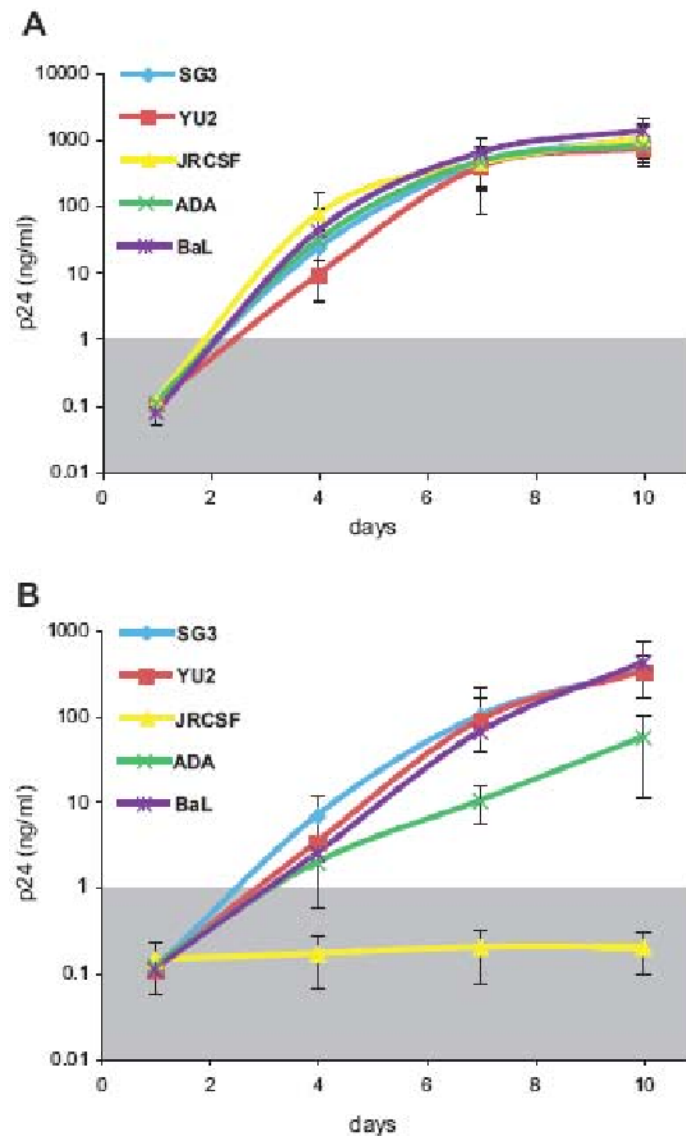 A
10000
1000
100
10
1
0.1
0.01
p24 (ng/ml)
SG3
YU2
JRCSF
ADA
BaL
0 2 4 6 8 10
days
B
1000
100
10
1
0.1
0.01
p24 (ng/ml)
SG3
YU2
JRCSF
ADA
BaL
0 2 4 6 8 10
days